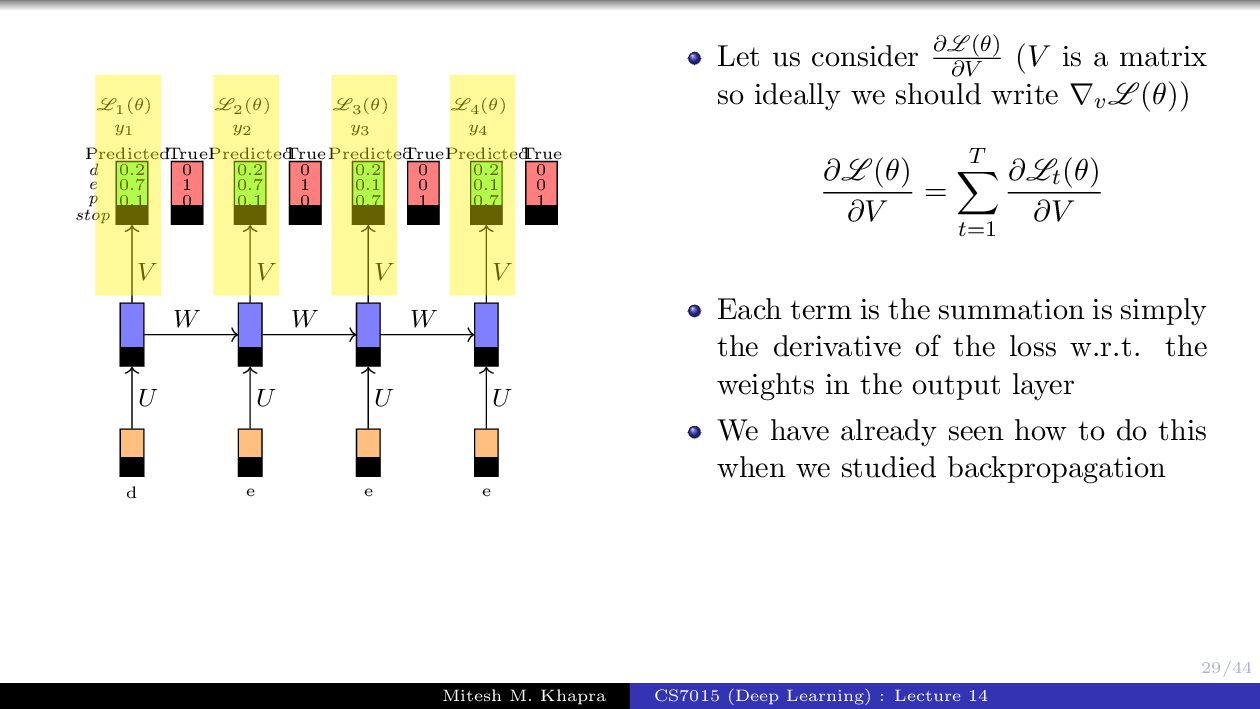 ℒ₁(θ) ℒ₂(θ) ℒ₃(θ) ℒ₄(θ)
y₁ y₂ y₃ y₄
Predicted True Predicted True Predicted True Predicted True
d 0.2 0 0.2 0 0.2 0 0.1 0
e 0.7 1 0.7 1 0.1 0 0.7 0
p 0.1 0 0.1 0 0.7 1 0.7 1
stop
V V V V
W W W
U U U U
d e e e
• Let us consider ∂ℒ(θ)/∂V (V is a matrix
so ideally we should write ∇ᵥℒ(θ))
∂ℒ(θ)/∂V = ∑_{t=1}^{T} ∂ℒₜ(θ)/∂V
• Each term is the summation is simply
the derivative of the loss w.r.t. the
weights in the output layer
• We have already seen how to do this
when we studied backpropagation
29/44
Mitesh M. Khapra CS7015 (Deep Learning) : Lecture 14